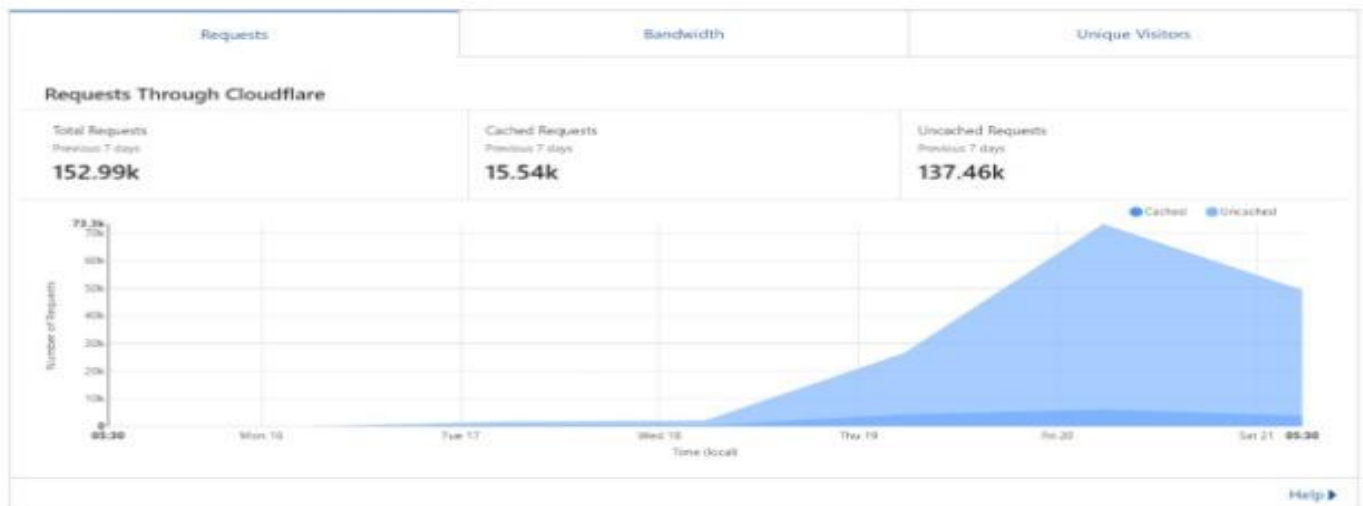 Requests Bandwidth Unique Visitors
Requests Through Cloudflare
Total Requests Cached Requests Uncached Requests
Previous 7 days Previous 7 days Previous 7 days
152.99k 15.54k 137.46k
Cached Uncached
73.3k
70k
60k
50k
40k
30k
20k
10k
0
Number of Requests
05:30 Mon 16 Tue 17 Wed 18 Thu 19 Fri 20 Sat 21 05:30
Time (local)
Help